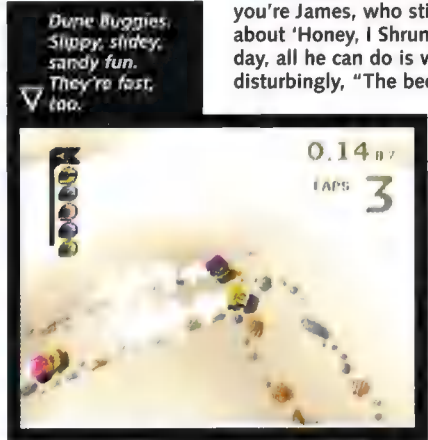 Dune Buggies.
Slippy, slidey,
sandy fun.
They're fast,
too.
you're James, who sti
about 'Honey, I Shrun
day, all he can do is w
disturbingly, "The bee
0.14
LAPS 3